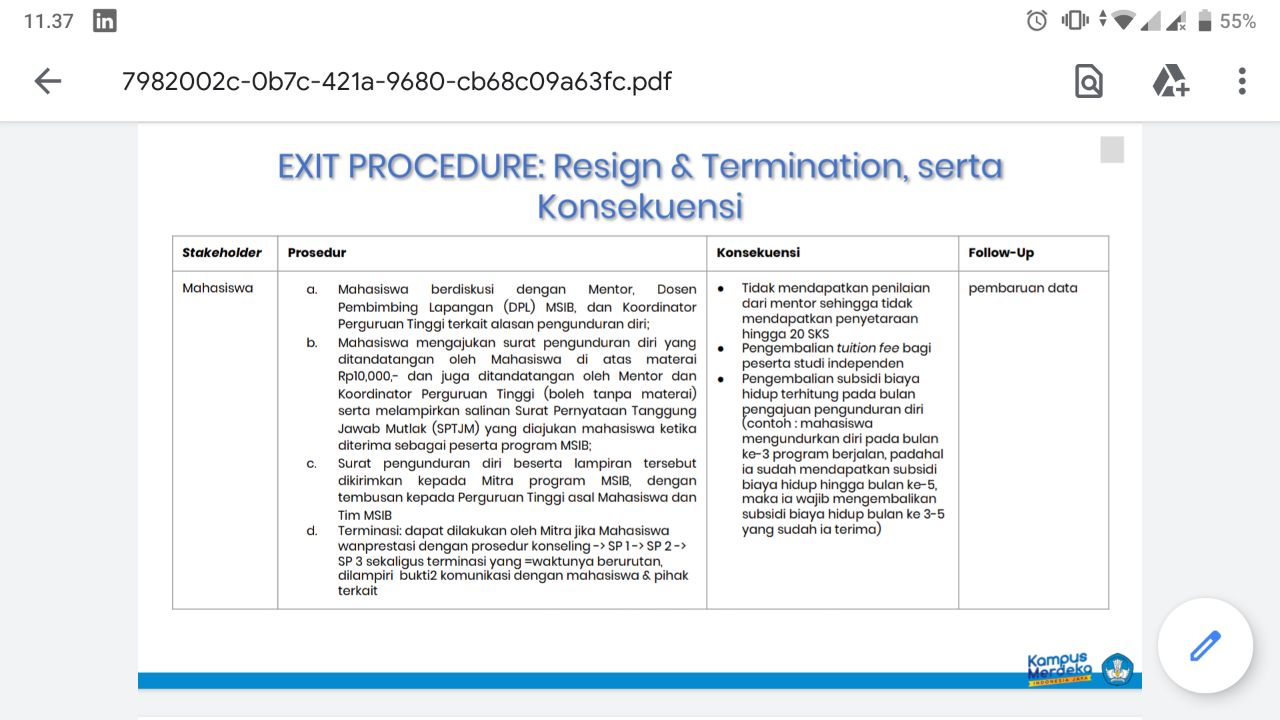 11.37
in
55%
7982002c-0b7c-421a-9680-cb68c09a63fc.pdf
EXIT PROCEDURE: Resign & Termination, serta
Konsekuensi
Stakeholder
Prosedur
Konsekuensi
Follow-Up
Mahasiswa
a. Mahasiswa berdiskusi dengan Mentor, Dosen
Pembimbing Lapangan (DPL) MSIB, dan Koordinator
Perguruan Tinggi terkait alasan pengunduran diri;
b. Mahasiswa mengajukan surat pengunduran diri yang
ditandatangan oleh Mahasiswa di atas materai
Rp10,000,- dan juga ditandatangan oleh Mentor dan
Koordinator Perguruan Tinggi (boleh tanpa materai)
serta melampirkan salinan Surat Pernyataan Tanggung
Jawab Mutlak (SPTJM) yang diajukan mahasiswa ketika
diterima sebagai peserta program MSIB;
c. Surat pengunduran diri beserta lampiran tersebut
dikirimkan kepada Mitra program MSIB, dengan
tembusan kepada Perguruan Tinggi asal Mahasiswa dan
Tim MSIB
d. Terminasi: dapat dilakukan oleh Mitra jika Mahasiswa
wanprestasi dengan prosedur konseling -> SP 1 -> SP 2 ->
SP 3 sekaligus terminasi yang =waktunya berurutan,
dilampiri bukti2 komunikasi dengan mahasiswa & pihak
terkait
● Tidak mendapatkan penilaian
dari mentor sehingga tidak
mendapatkan penyetaraan
hingga 20 SKS
● Pengembalian tuition fee bagi
peserta studi independen
● Pengembalian subsidi biaya
hidup terhitung pada bulan
pengajuan pengunduran diri
(contoh : mahasiswa
mengundurkan diri pada bulan
ke-3 program berjalan, padahal
ia sudah mendapatkan subsidi
biaya hidup hingga bulan ke-5,
maka ia wajib mengembalikan
subsidi biaya hidup bulan ke 3-5
yang sudah ia terima)
pembaruan data
Kampus
Merdeka
INDONESIA JAYA